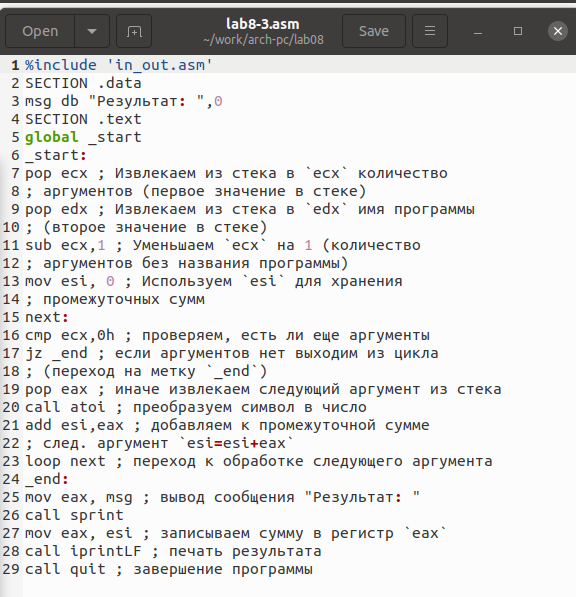 Open
lab8-3.asm
~/work/arch-pc/lab08
Save
1 %include 'in_out.asm'
2 SECTION .data
3 msg db "Результат: ",0
4 SECTION .text
5 global _start
6 _start:
7 pop ecx ; Извлекаем из стека в `ecx` количество
8 ; аргументов (первое значение в стеке)
9 pop edx ; Извлекаем из стека в `edx` имя программы
10 ; (второе значение в стеке)
11 sub ecx,1 ; Уменьшаем `ecx` на 1 (количество
12 ; аргументов без названия программы)
13 mov esi, 0 ; Используем `esi` для хранения
14 ; промежуточных сумм
15 next:
16 cmp ecx,0h ; проверяем, есть ли еще аргументы
17 jz _end ; если аргументов нет выходим из цикла
18 ; (переход на метку `_end`)
19 pop eax ; иначе извлекаем следующий аргумент из стека
20 call atoi ; преобразуем символ в число
21 add esi,eax ; добавляем к промежуточной сумме
22 ; след. аргумент `esi=esi+eax`
23 loop next ; переход к обработке следующего аргумента
24 _end:
25 mov eax, msg ; вывод сообщения "Результат: "
26 call sprint
27 mov eax, esi ; записываем сумму в регистр `eax`
28 call iprintLF ; печать результата
29 call quit ; завершение программы